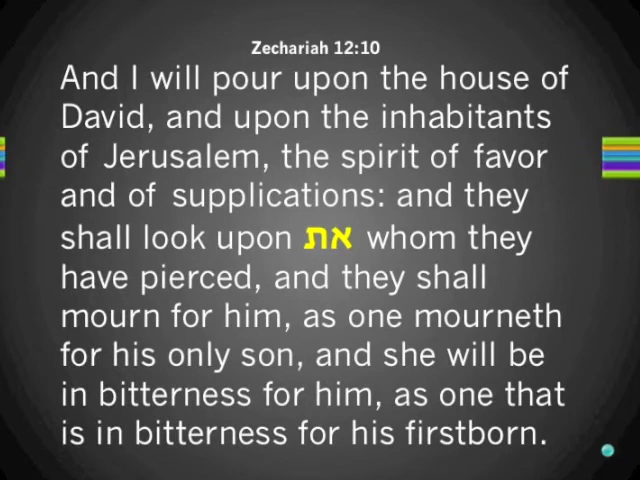 Zechariah 12:10
And I will pour upon the house of
David, and upon the inhabitants
of Jerusalem, the spirit of favor
and of supplications: and they
shall look upon את whom they
have pierced, and they shall
mourn for him, as one mourneth
for his only son, and she will be
in bitterness for him, as one that
is in bitterness for his firstborn.